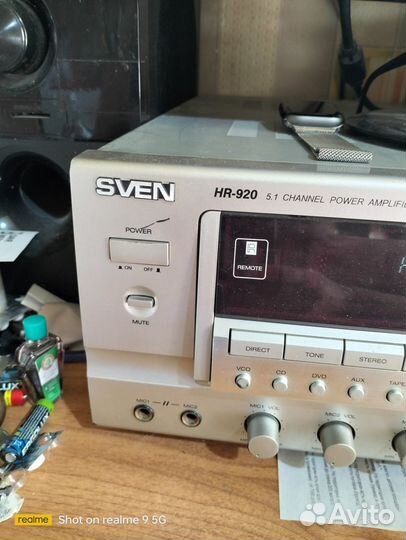 SVEN
HR-920 5.1 CHANNEL POWER AMPLIFI
POWER
ON OFF
REMOTE
MUTE
DIRECT TONE STEREO
VCD CD DVD AUX TAPE
MIC1 MIC2 MIC1 VOL MIC2 VOL
LUX
realme Shot on realme 9 5G
Avito